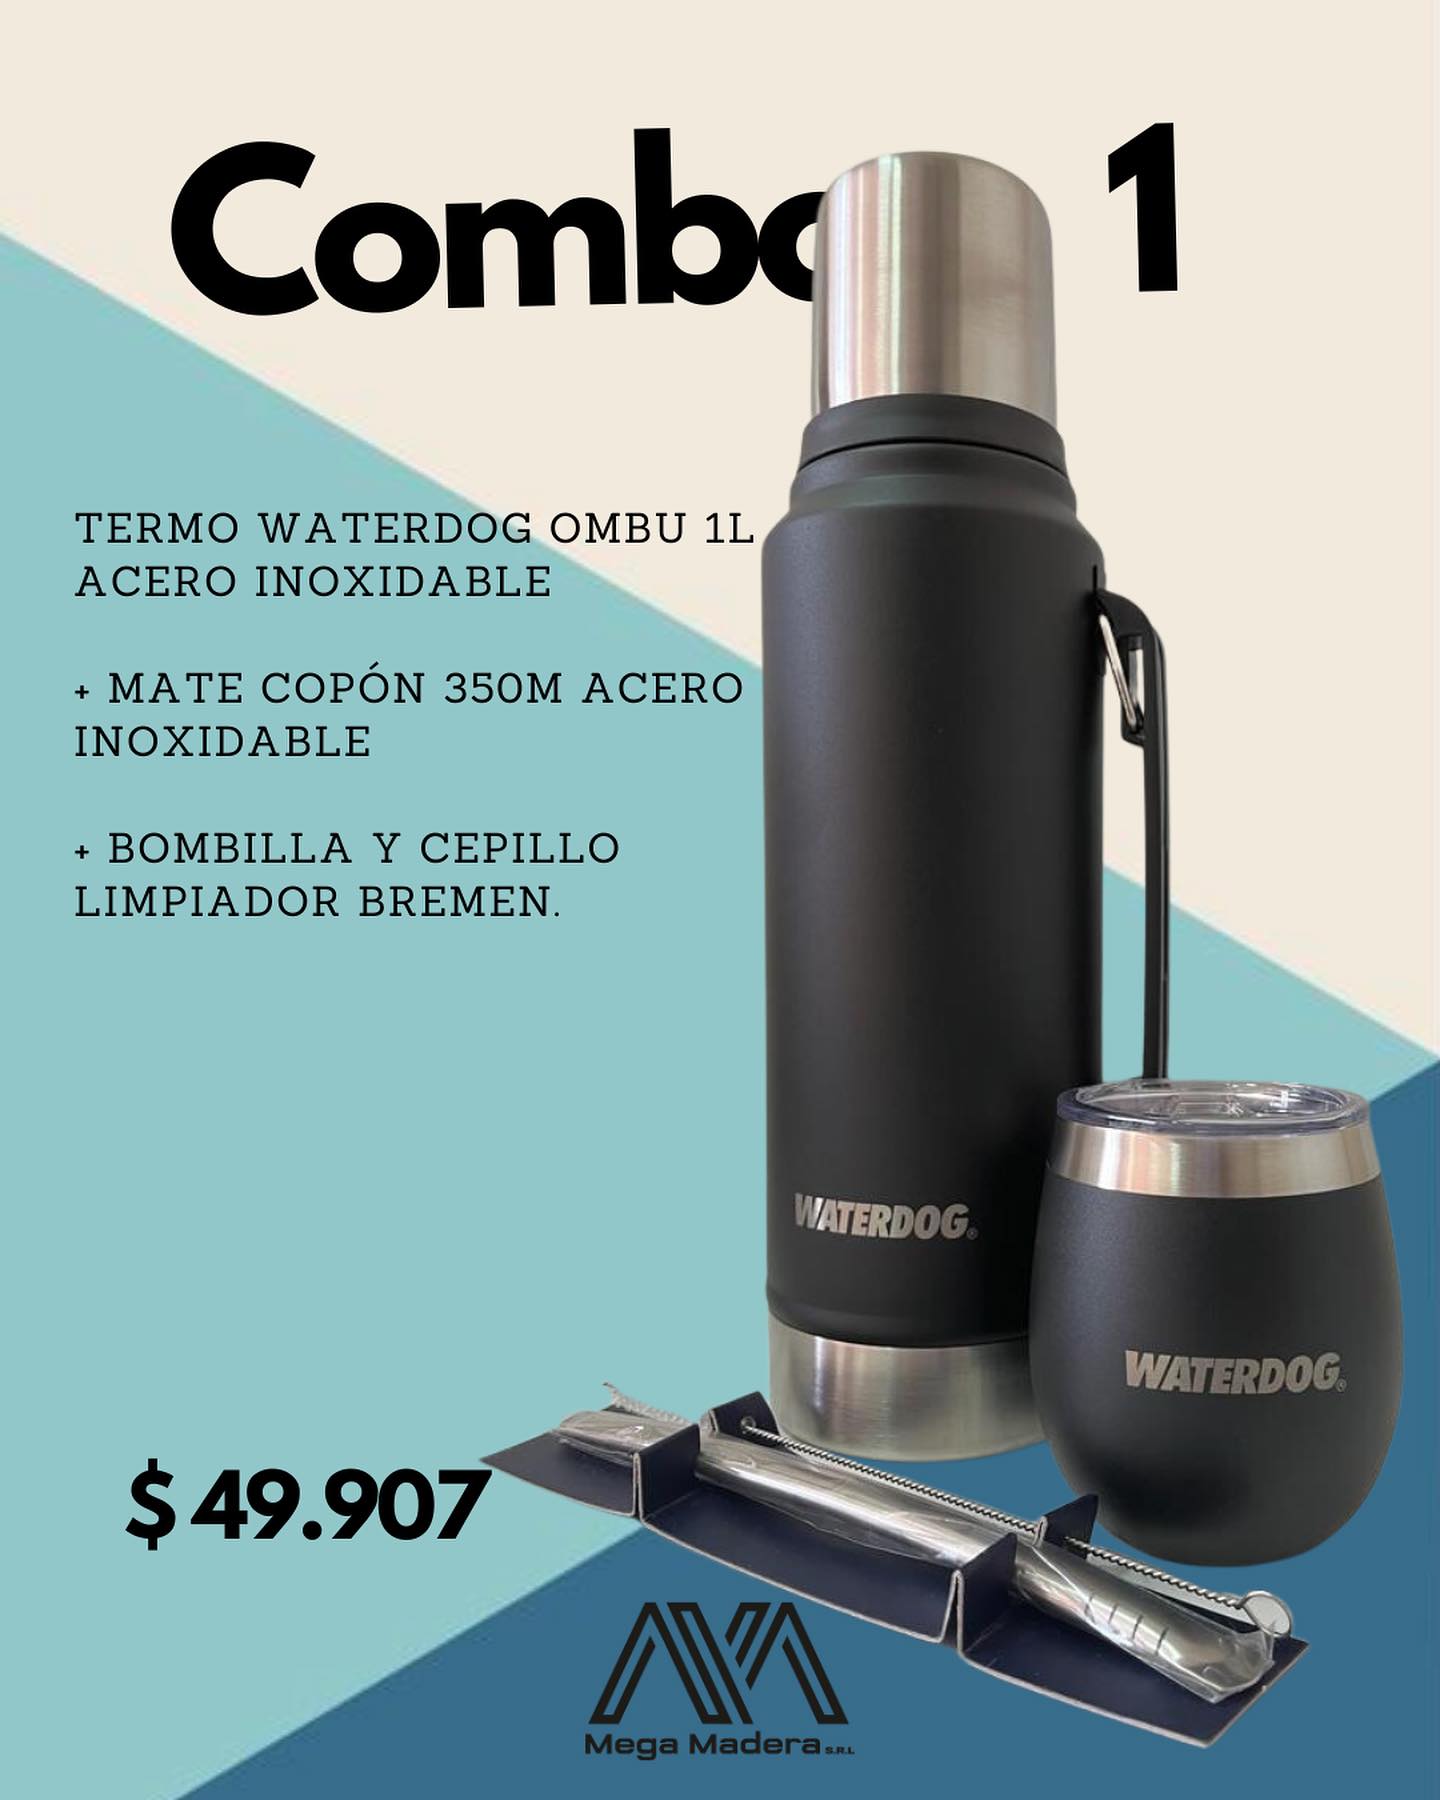 Combo 1
TERMO WATERDOG OMBU 1L
ACERO INOXIDABLE
+ MATE COPÓN 350M ACERO
INOXIDABLE
+ BOMBILLA Y CEPILLO
LIMPIADOR BREMEN.
WATERDOG®
WATERDOG®
$ 49.907
Mega Madera S.R.L